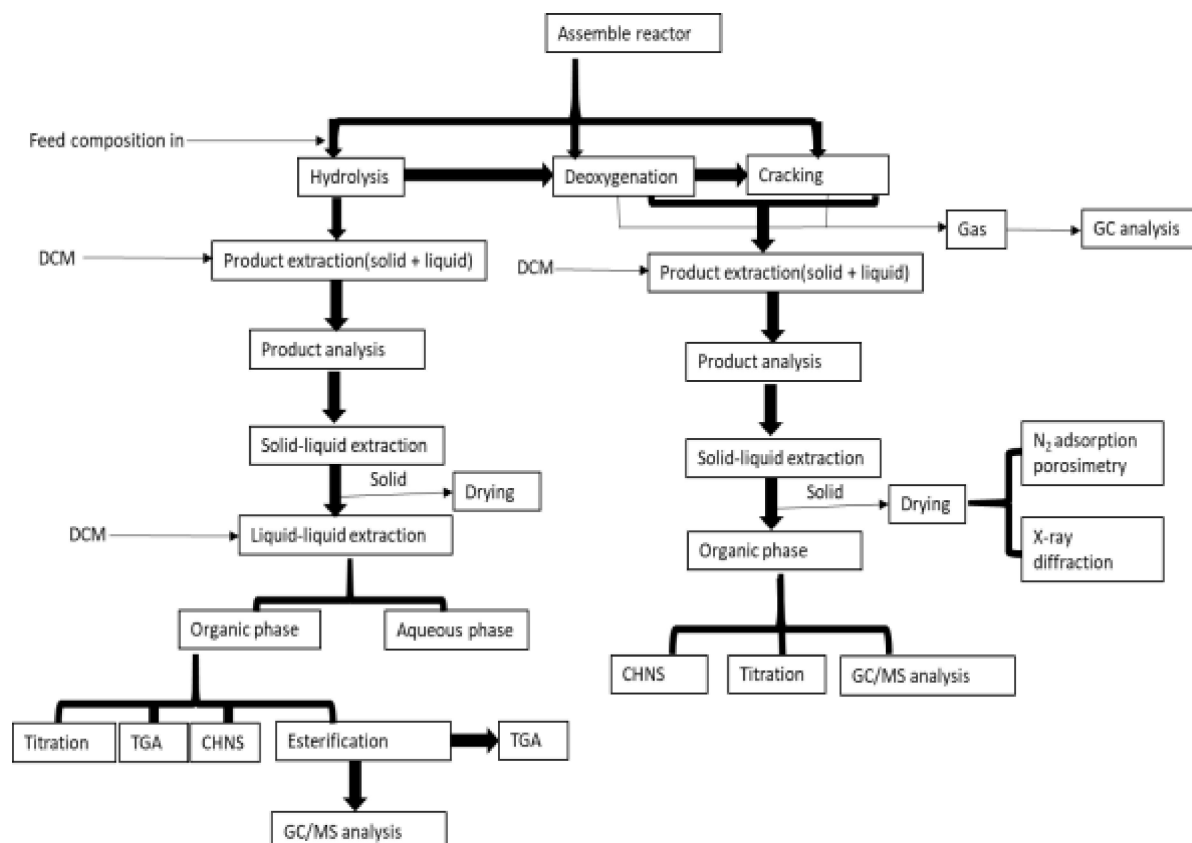 Assemble reactor
Feed composition in
Hydrolysis
Deoxygenation
Cracking
Gas
GC analysis
DCM
Product extraction(solid + liquid)
DCM
Product extraction(solid + liquid)
Product analysis
Product analysis
Solid-liquid extraction
Solid
Drying
Solid-liquid extraction
Solid
Drying
N₂ adsorption
porosimetry
X-ray
diffraction
DCM
Liquid-liquid extraction
Organic phase
Organic phase
Aqueous phase
CHNS
Titration
GC/MS analysis
Titration
TGA
CHNS
Esterification
TGA
GC/MS analysis